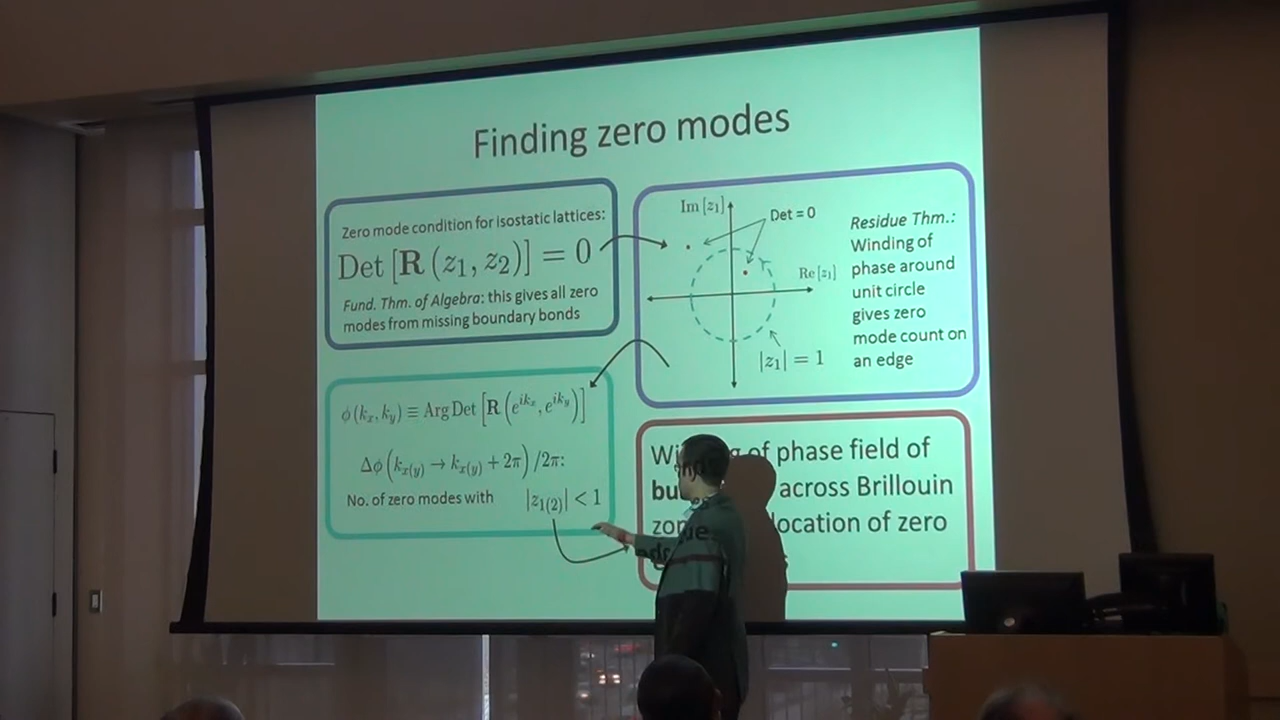 Finding zero modes
Zero mode condition for isostatic lattices:
Det [R (z₁, z₂)] = 0
Fund. Thm. of Algebra: this gives all zero
modes from missing boundary bonds
Im [z₁]
Det = 0
Re [z₁]
|z₁| = 1
Residue Thm.:
Winding of
phase around
unit circle
gives zero
mode count on
an edge
ϕ (kₓ, k_y) ≡ Arg Det [R (e^{ikₓ}, e^{ik_y})]
Δϕ (k_{x(y)} → k_{x(y)} + 2π) /2π:
No. of zero modes with |z_{1(2)}| < 1
of phase field of
across Brillouin
location of zero